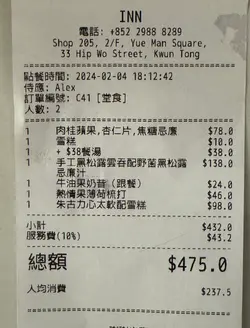 INN
電話: +852 2988 8289
Shop 205, 2/F, Yue Man Square,
33 Hip Wo Street, Kwun Tong
點餐時間: 2024-02-04 18:12:42
侍應: Alex
訂單編號: C41 [堂食]
人數: 2
1 肉桂蘋果,杏仁片,焦糖忌廉 $78.0
1 雪糕 $10.0
1 + $38餐湯 $38.0
1 手工黑松露雲吞配野菌黑松露 $138.0
忌廉汁
1 牛油果奶昔 (跟餐) $24.0
1 熱情果薄荷梳打 $46.0
1 朱古力心太軟配雪糕 $98.0
小計 $432.0
服務費(10%) $43.2
總額 $475.0
人均消費 $237.5